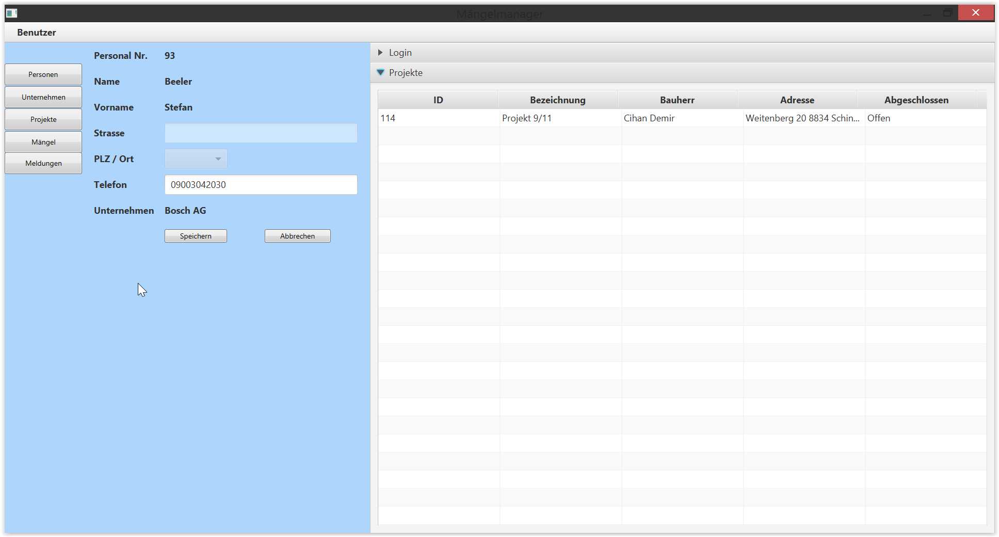 Mängelmanager
Benutzer
Personen
Unternehmen
Projekte
Mängel
Meldungen
Personal Nr. 93
Name Beeler
Vorname Stefan
Strasse
PLZ / Ort
Telefon 09003042030
Unternehmen Bosch AG
Speichern Abbrechen
Login
Projekte
ID Bezeichnung Bauherr Adresse Abgeschlossen
114 Projekt 9/11 Cihan Demir Weitenberg 20 8834 Schin... Offen